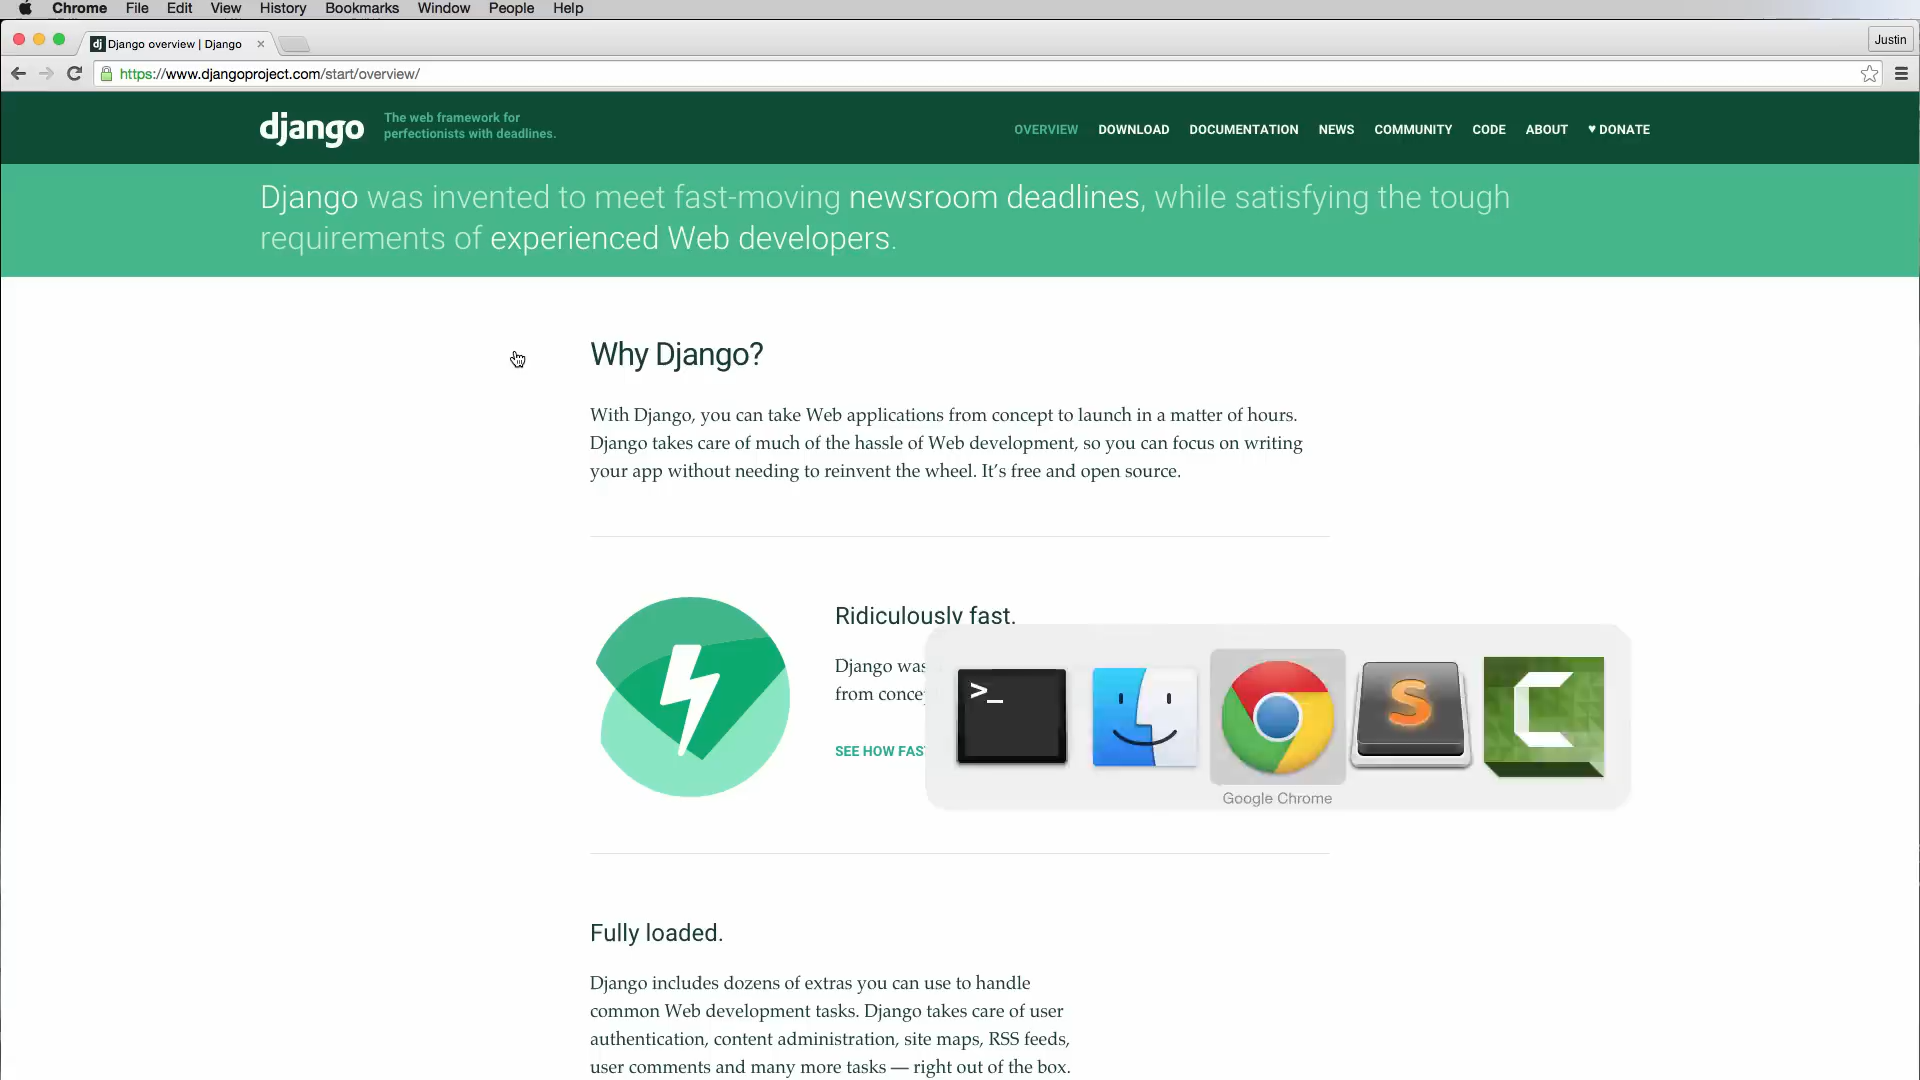 Chrome File Edit View History Bookmarks Window People Help
dj Django overview | Django ×
Justin
https://www.djangoproject.com/start/overview/
django
The web framework for
perfectionists with deadlines.
OVERVIEW DOWNLOAD DOCUMENTATION NEWS COMMUNITY CODE ABOUT ♥ DONATE
Django was invented to meet fast-moving newsroom deadlines, while satisfying the tough
requirements of experienced Web developers.
Why Django?
With Django, you can take Web applications from concept to launch in a matter of hours.
Django takes care of much of the hassle of Web development, so you can focus on writing
your app without needing to reinvent the wheel. It’s free and open source.
Ridiculously fast.
Django was
from conce
SEE HOW FAS
>_
S
C
Google Chrome
Fully loaded.
Django includes dozens of extras you can use to handle
common Web development tasks. Django takes care of user
authentication, content administration, site maps, RSS feeds,
user comments and many more tasks — right out of the box.